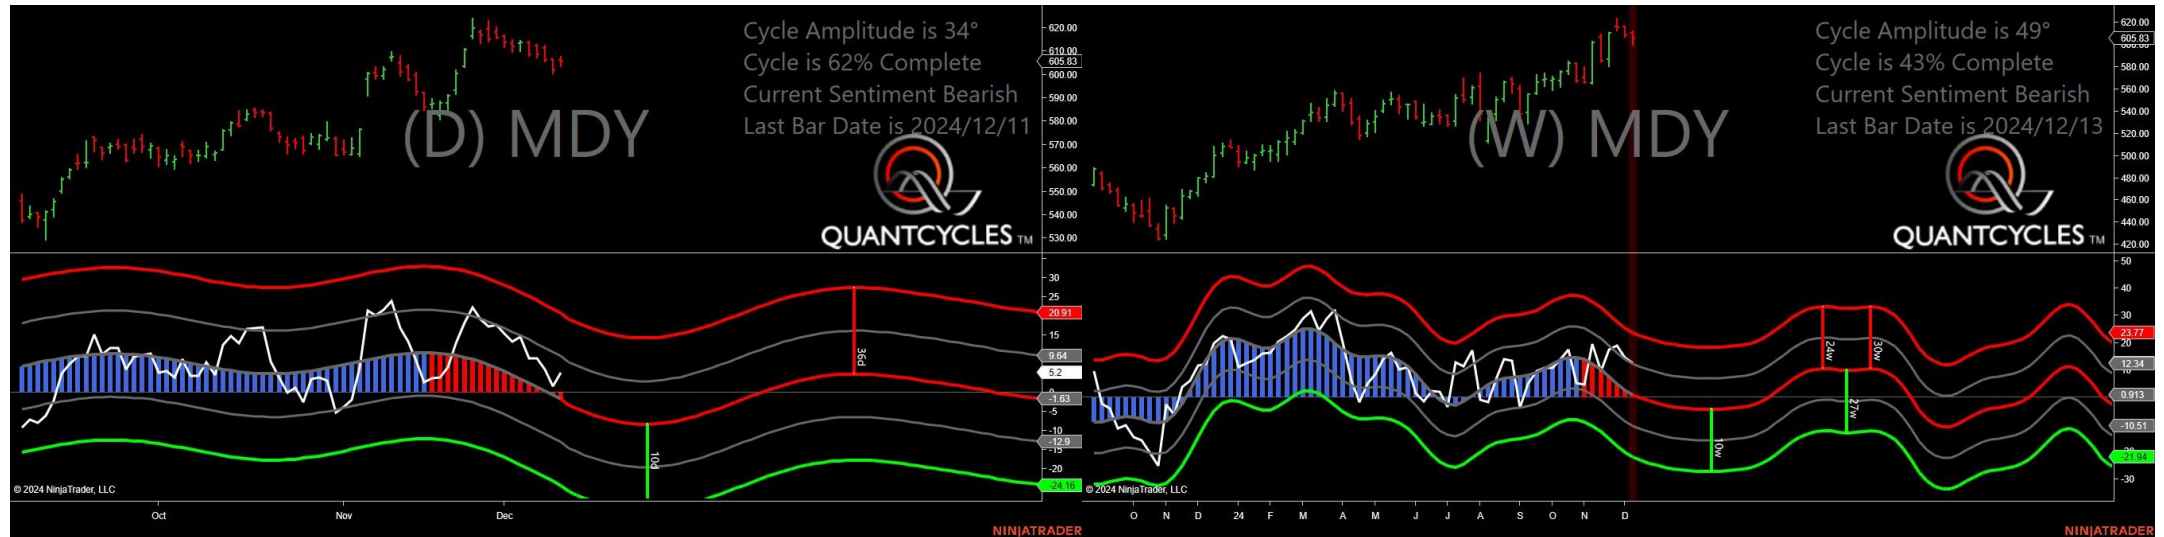 Cycle Amplitude is 34°
Cycle is 62% Complete
Current Sentiment Bearish
Last Bar Date is 2024/12/11
(D) MDY
QUANTCYCLES TM
620.00
610.00
605.83
600.00
590.00
580.00
570.00
560.00
550.00
540.00
530.00
30
25
20.91
15
9.64
5.2
-1.63
-5
-10
-12.9
-15
-20
-24.16
36d
10d
© 2024 NinjaTrader, LLC
Oct
Nov
Dec
NINJATRADER
Cycle Amplitude is 49°
Cycle is 43% Complete
Current Sentiment Bearish
Last Bar Date is 2024/12/13
(W) MDY
QUANTCYCLES TM
620.00
605.83
580.00
560.00
540.00
520.00
500.00
480.00
460.00
440.00
420.00
50
40
30
23.77
20
12.34
0.913
-10.51
-21.94
-30
24w
30w
27w
10w
© 2024 NinjaTrader, LLC
O N D 24 F M A M J J A S O N D
NINJATRADER